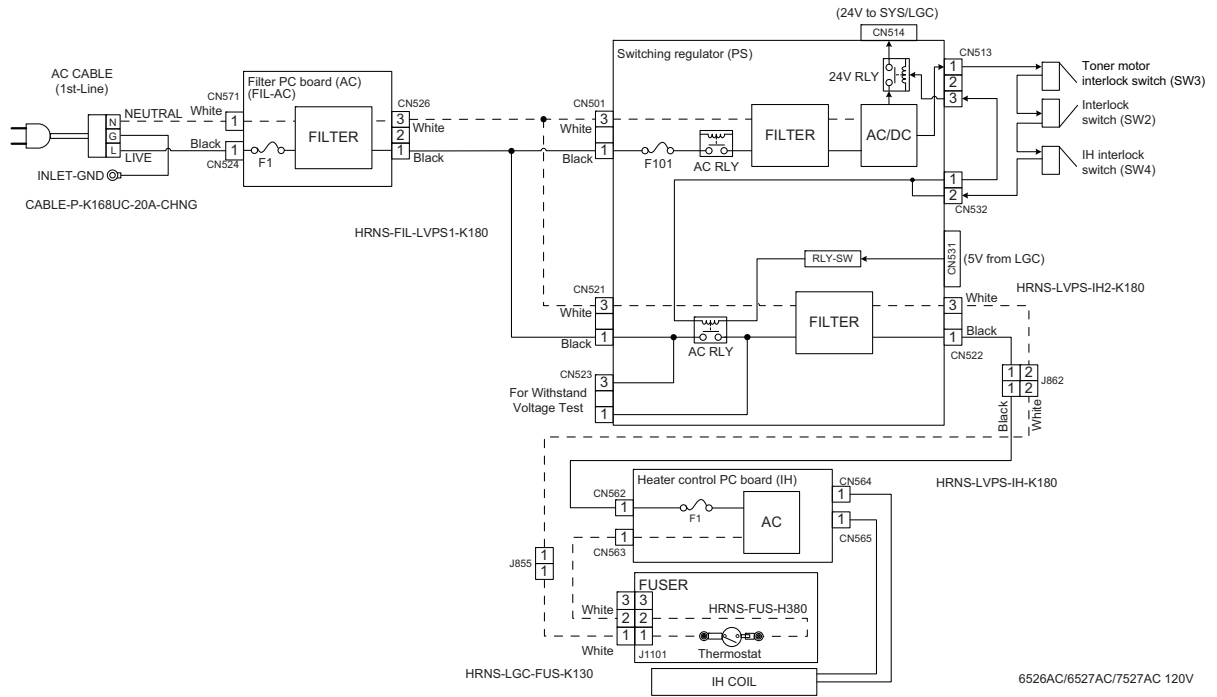 (24V to SYS/LGC)
CN514
Switching regulator (PS)
CN513
24V RLY
1
2
3
Toner motor
interlock switch (SW3)
Interlock
switch (SW2)
IH interlock
switch (SW4)
AC CABLE
(1st-Line)
Filter PC board (AC)
(FIL-AC)
NEUTRAL
N
G
L
LIVE
INLET-GND
CABLE-P-K168UC-20A-CHNG
CN571
White
1
Black
1
CN524
F1
FILTER
CN526
3
White
2
1
Black
CN501
3
White
Black
1
F101
AC RLY
FILTER
AC/DC
1
2
CN532
HRNS-FIL-LVPS1-K180
RLY-SW
CN531
(5V from LGC)
HRNS-LVPS-IH2-K180
CN521
3
White
Black
1
AC RLY
FILTER
3
White
Black
1
CN522
CN523
3
For Withstand
Voltage Test
1
1 2
1 2
J862
Black
White
HRNS-LVPS-IH-K180
Heater control PC board (IH)
CN562
1
F1
AC
CN564
1
1
CN565
1
CN563
J855
1
1
FUSER
3 3
White
2 2
1 1
White
J1101
HRNS-FUS-H380
Thermostat
HRNS-LGC-FUS-K130
IH COIL
6526AC/6527AC/7527AC 120V